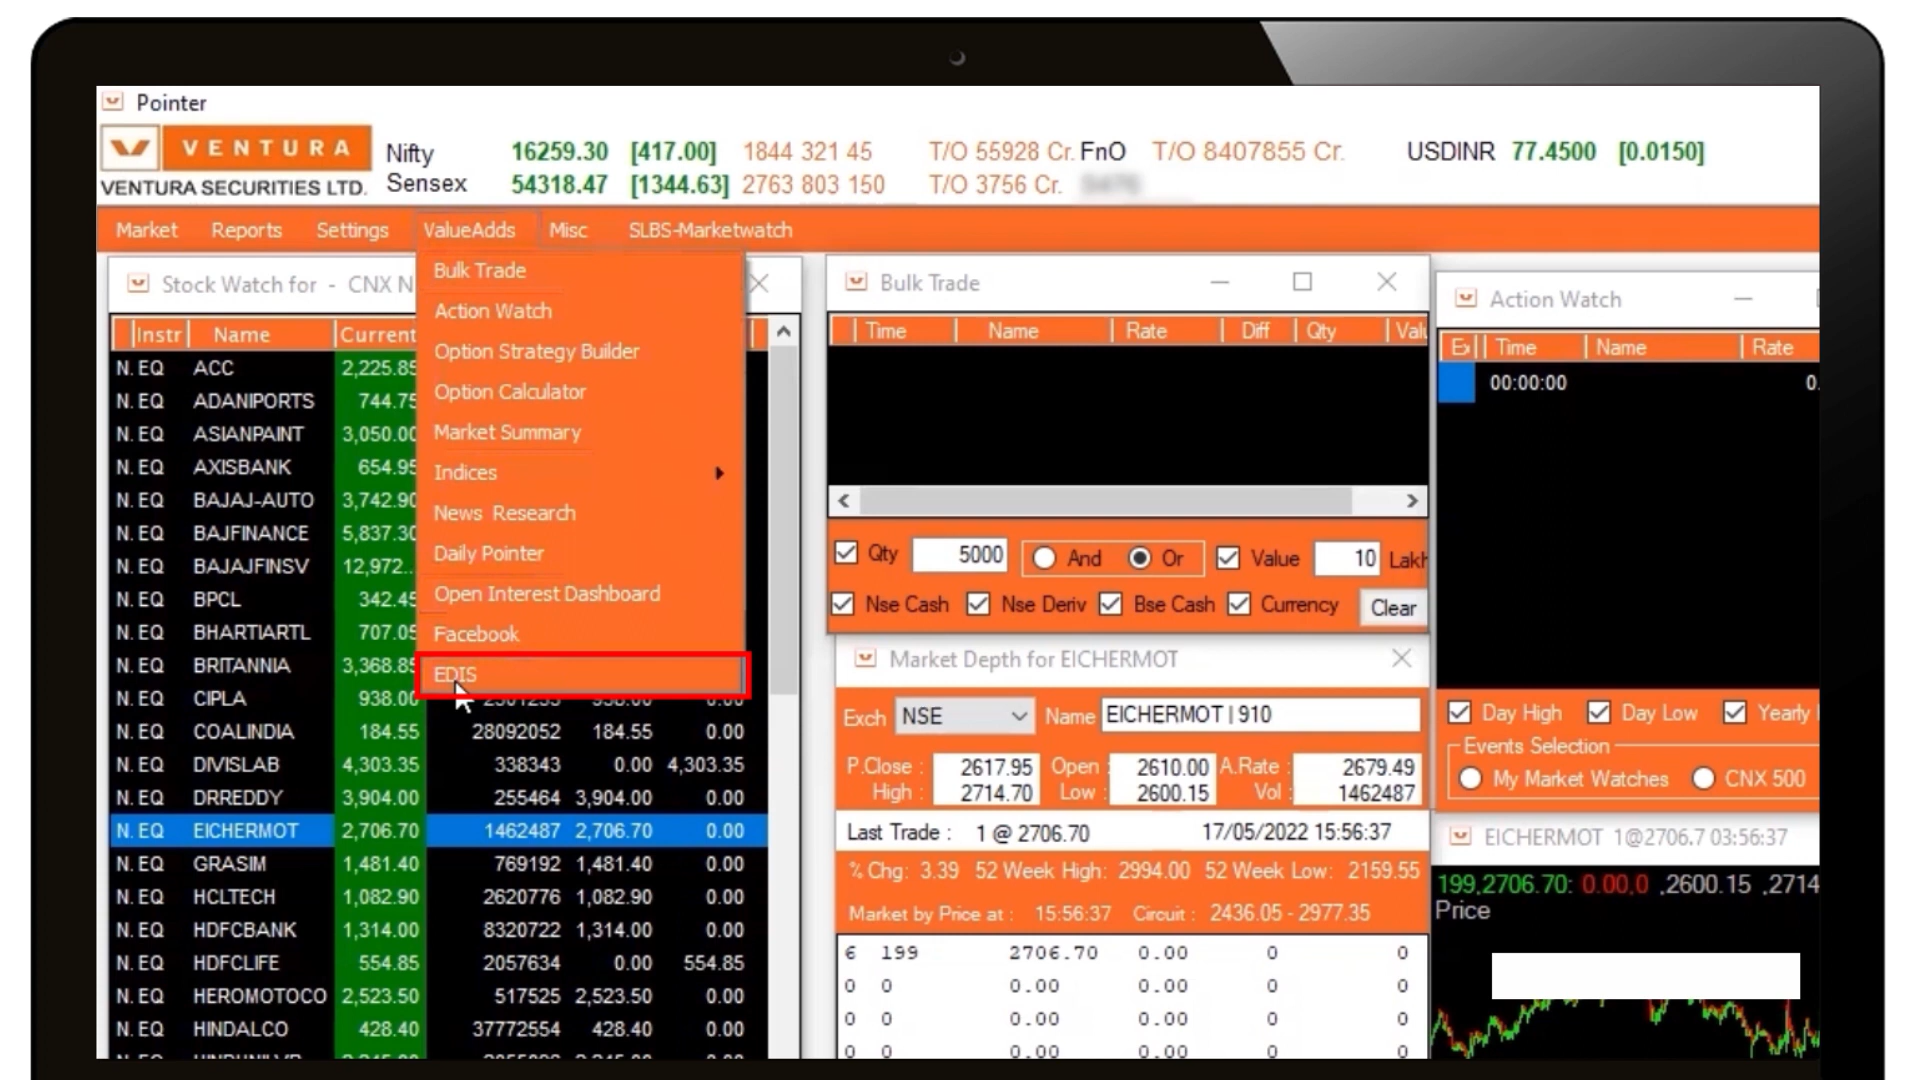 Pointer
VENTURA
VENTURA SECURITIES LTD.
Nifty 16259.30 [417.00] 1844 321 45 T/O 55928 Cr. FnO T/O 8407855 Cr. USDINR 77.4500 [0.0150]
Sensex 54318.47 [1344.63] 2763 803 150 T/O 3756 Cr.
Market Reports Settings ValueAdds Misc SLBS-Marketwatch
Stock Watch for - CNX N
Instr Name Current
N. EQ ACC 2,225.85
N. EQ ADANIPORTS 744.75
N. EQ ASIANPAINT 3,050.00
N. EQ AXISBANK 654.95
N. EQ BAJAJ-AUTO 3,742.90
N. EQ BAJFINANCE 5,837.30
N. EQ BAJAJFINSV 12,972..
N. EQ BPCL 342.45
N. EQ BHARTIARTL 707.05
N. EQ BRITANNIA 3,368.85
N. EQ CIPLA 938.00
N. EQ COALINDIA 184.55 28092052 184.55 0.00
N. EQ DIVISLAB 4,303.35 338343 0.00 4,303.35
N. EQ DRREDDY 3,904.00 255464 3,904.00 0.00
N. EQ EICHERMOT 2,706.70 1462487 2,706.70 0.00
N. EQ GRASIM 1,481.40 769192 1,481.40 0.00
N. EQ HCLTECH 1,082.90 2620776 1,082.90 0.00
N. EQ HDFCBANK 1,314.00 8320722 1,314.00 0.00
N. EQ HDFCLIFE 554.85 2057634 0.00 554.85
N. EQ HEROMOTOCO 2,523.50 517525 2,523.50 0.00
N. EQ HINDALCO 428.40 37772554 428.40 0.00
Bulk Trade
Action Watch
Option Strategy Builder
Option Calculator
Market Summary
Indices
News Research
Daily Pointer
Open Interest Dashboard
Facebook
EDIS
Bulk Trade
Time Name Rate Diff Qty Valu
Qty 5000 And Or Value 10 Lakh
Nse Cash Nse Deriv Bse Cash Currency Clear
Market Depth for EICHERMOT
Exch NSE Name EICHERMOT | 910
P.Close : 2617.95 Open : 2610.00 A.Rate : 2679.49
High : 2714.70 Low : 2600.15 Vol : 1462487
Last Trade : 1 @ 2706.70 17/05/2022 15:56:37
% Chg: 3.39 52 Week High: 2994.00 52 Week Low: 2159.55
Market by Price at : 15:56:37 Circuit : 2436.05 - 2977.35
6 199 2706.70 0.00 0 0
0 0 0.00 0.00 0 0
0 0 0.00 0.00 0 0
0 0 0.00 0.00 0 0
Action Watch
Ex Time Name Rate
00:00:00 0.
Day High Day Low Yearly
Events Selection
My Market Watches CNX 500
EICHERMOT 1@2706.7 03:56:37
199,2706.70: 0.00,0 ,2600.15 ,2714
Price